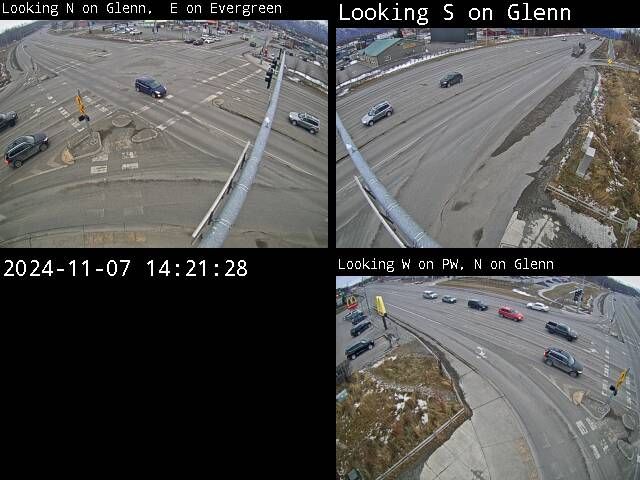 Looking N on Glenn, E on Evergreen
Looking S on Glenn
2024-11-07 14:21:28
Looking W on PW, N on Glenn